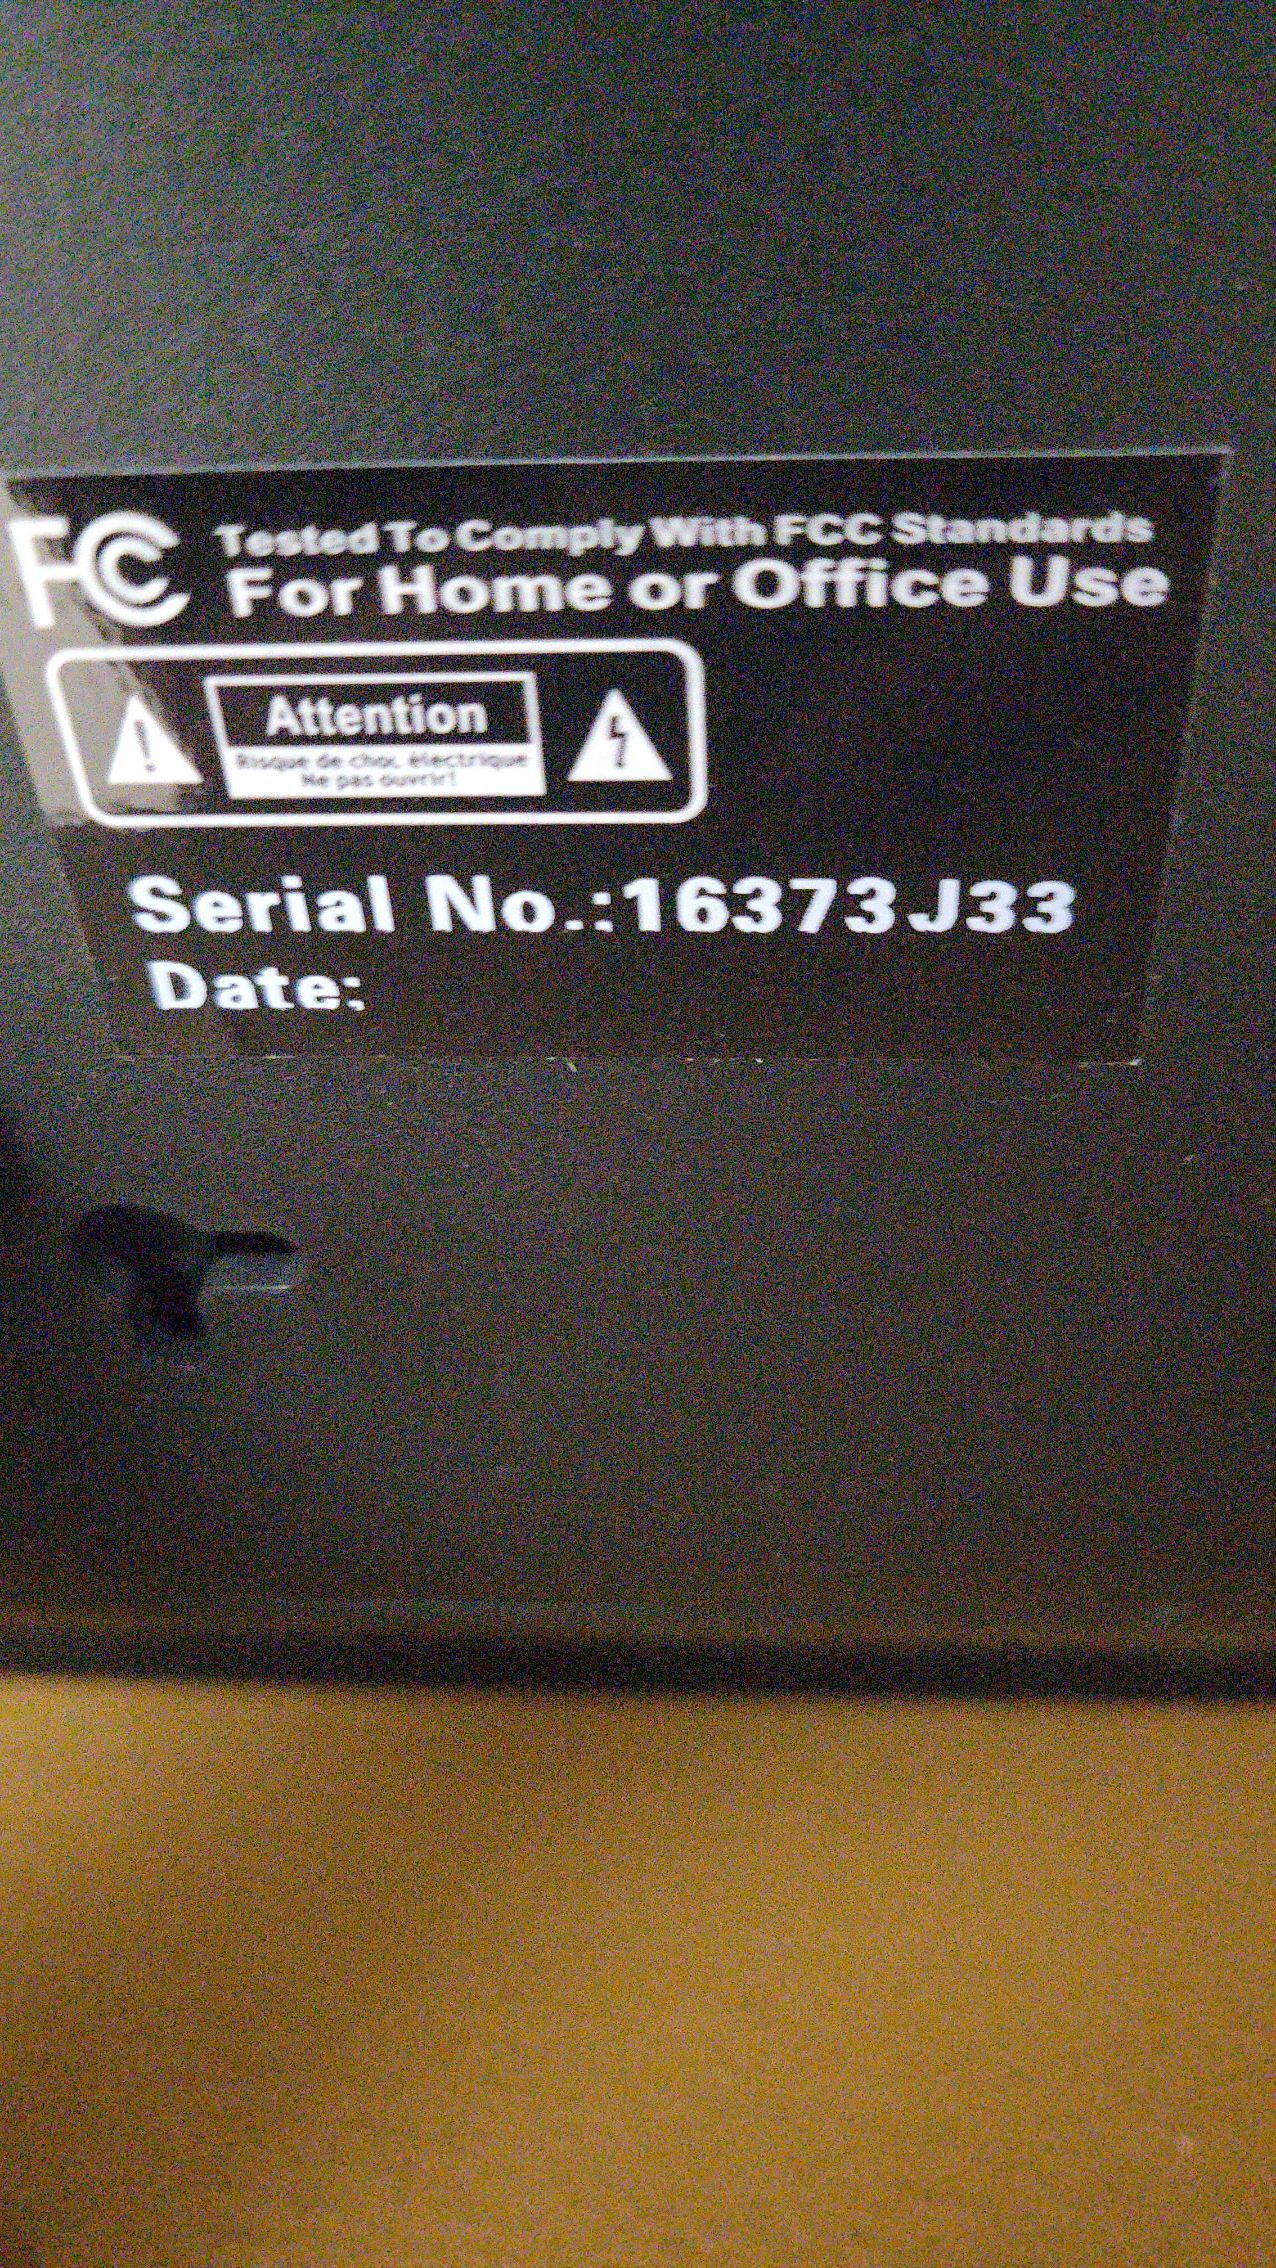 FC Tested To Comply With FCC Standards
For Home or Office Use
Attention
Risque de choc électrique
Ne pas ouvrir!
Serial No.:16373J33
Date: